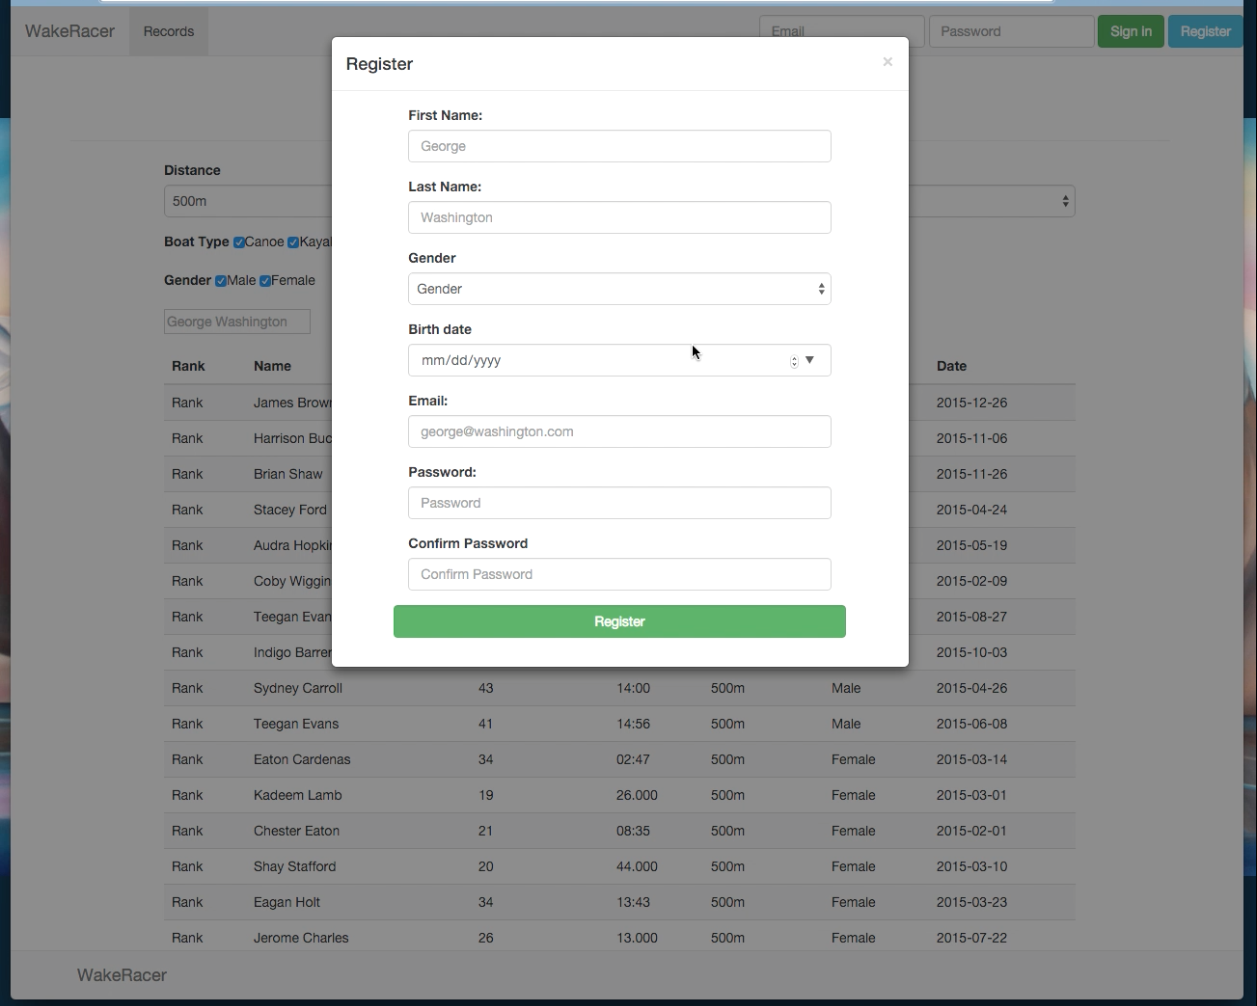 WakeRacer Records Email Password Sign in Register
Register ×
First Name:
George
Last Name:
Washington
Gender
Gender
Birth date
mm/dd/yyyy
Email:
george@washington.com
Password:
Password
Confirm Password
Confirm Password
Register
Distance
500m
Boat Type Canoe Kaya
Gender Male Female
George Washington
Rank Name Date
Rank James Brow 2015-12-26
Rank Harrison Buc 2015-11-06
Rank Brian Shaw 2015-11-26
Rank Stacey Ford 2015-04-24
Rank Audra Hopki 2015-05-19
Rank Coby Wiggin 2015-02-09
Rank Teegan Evan 2015-08-27
Rank Indigo Barrer 2015-10-03
Rank Sydney Carroll 43 14:00 500m Male 2015-04-26
Rank Teegan Evans 41 14:56 500m Male 2015-06-08
Rank Eaton Cardenas 34 02:47 500m Female 2015-03-14
Rank Kadeem Lamb 19 26.000 500m Female 2015-03-01
Rank Chester Eaton 21 08:35 500m Female 2015-02-01
Rank Shay Stafford 20 44.000 500m Female 2015-03-10
Rank Eagan Holt 34 13:43 500m Female 2015-03-23
Rank Jerome Charles 26 13.000 500m Female 2015-07-22
WakeRacer